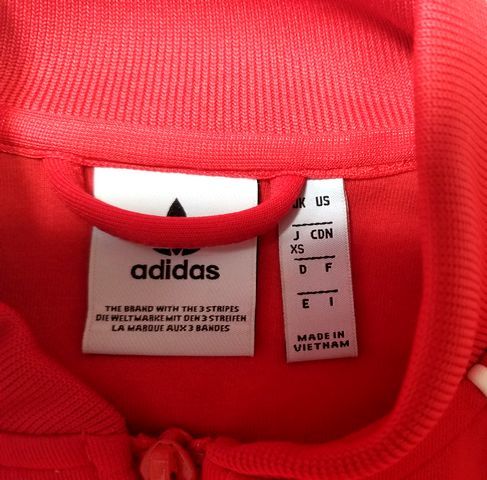 adidas
THE BRAND WITH THE 3 STRIPES
DIE WELTMARKE MIT DEN 3 STREIFEN
LA MARQUE AUX 3 BANDES
US
J CDN
XS
D F
E I
MADE IN
VIETNAM